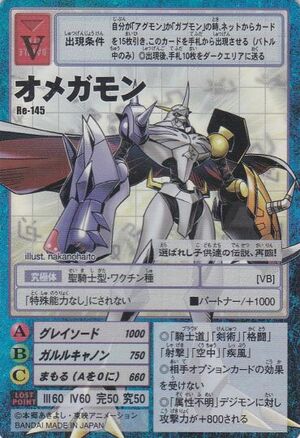 出現条件
自分が「アグモン」か「ガブモン」の時、ネットからカード
を15枚引き、このカードを手札から出現させる(バトル
中のみ)◎出現後、手札10枚をダークエリアに送る
オメガモン
Re-145
illust. nakanohaito
選ばれし子供達の伝説、再臨!
究極体 聖騎士型・ワクチン種 [VB]
「特殊能力なし」にされない
■パートナー/+1000
A グレイソード 1000
B ガルルキャノン 750
C まもる(Aを0に) 660
LOST POINT Ⅲ60 Ⅳ60 完50 究50
◎「騎士道」「剣術」「格闘」
「射撃」「空中」「疾風」
◎相手オプションカードの効果
を受けない
◎「属性不明」デジモンに対し
攻撃力が+800される
©本郷あきよし・東映アニメーション
BANDAI MADE IN JAPAN